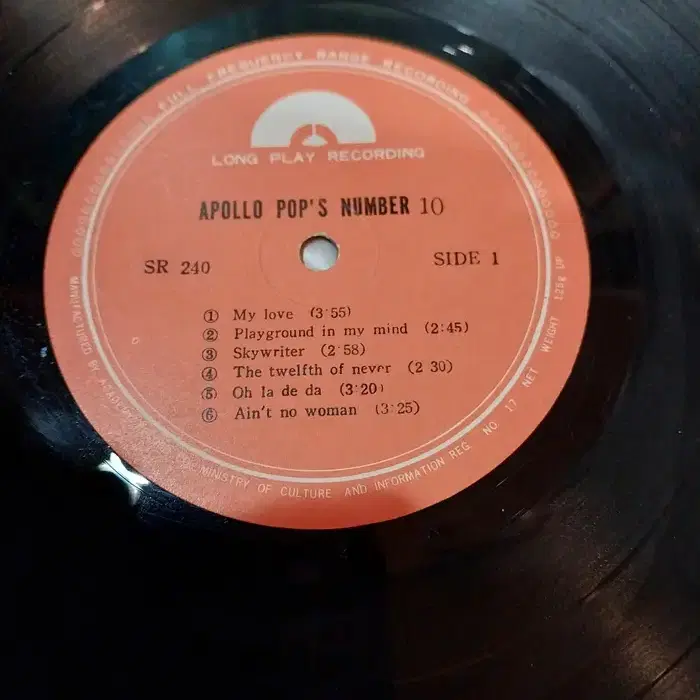 FULL FREQUENCY RANGE RECORDING
LONG PLAY RECORDING
APOLLO POP'S NUMBER 10
SR 240
SIDE 1
① My love (3:55)
② Playground in my mind (2:45)
③ Skywriter (2:58)
④ The twelfth of never (2 30)
⑤ Oh la de da (3:20)
⑥ Ain't no woman (3:25)
MANUFACTURED BY MINISTRY OF CULTURE AND INFORMATION REG. NO. 17 NET WEIGHT 125g UP